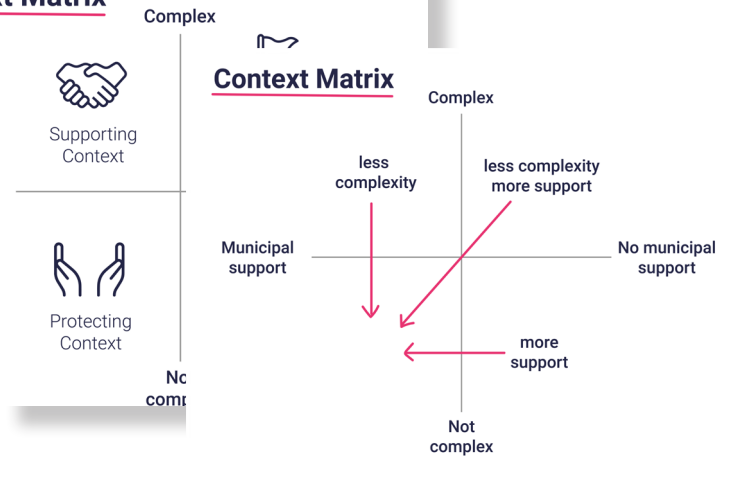 Matrix
Complex
Supporting
Context
Protecting
Context
Context Matrix
Complex
less
complexity
less complexity
more support
Municipal
support
No municipal
support
more
support
Not
complex